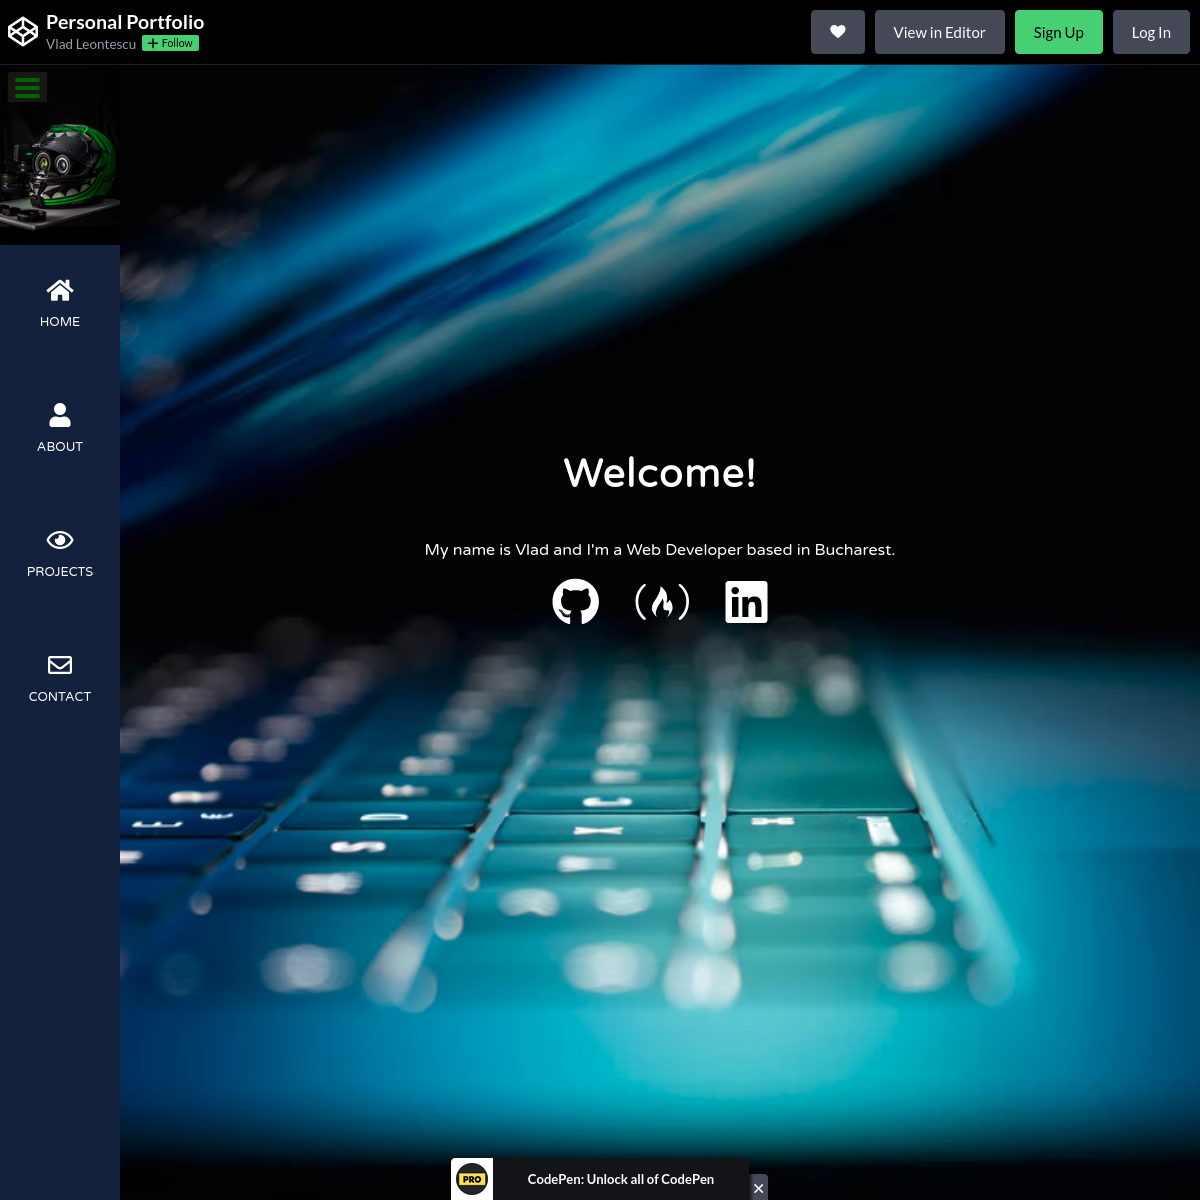 Personal Portfolio
Vlad Leontescu
+ Follow
View in Editor
Sign Up
Log In
HOME
ABOUT
PROJECTS
CONTACT
Welcome!
My name is Vlad and I'm a Web Developer based in Bucharest.
in
E
D
C
S
X
PRO
CodePen: Unlock all of CodePen